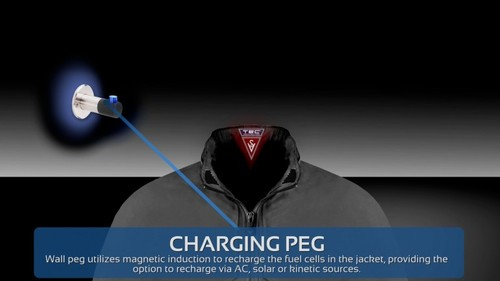 TEC
CHARGING PEG
Wall peg utilizes magnetic induction to recharge the fuel cells in the jacket, providing the
option to recharge via AC, solar or kinetic sources.